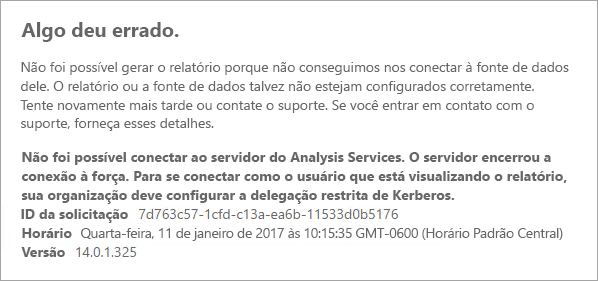 Algo deu errado.
Não foi possível gerar o relatório porque não conseguimos nos conectar à fonte de dados
dele. O relatório ou a fonte de dados talvez não estejam configurados corretamente.
Tente novamente mais tarde ou contate o suporte. Se você entrar em contato com o
suporte, forneça esses detalhes.
Não foi possível conectar ao servidor do Analysis Services. O servidor encerrou a
conexão à força. Para se conectar como o usuário que está visualizando o relatório,
sua organização deve configurar a delegação restrita de Kerberos.
ID da solicitação 7d763c57-1cfd-c13a-ea6b-11533d0b5176
Horário Quarta-feira, 11 de janeiro de 2017 às 10:15:35 GMT-0600 (Horário Padrão Central)
Versão 14.0.1.325